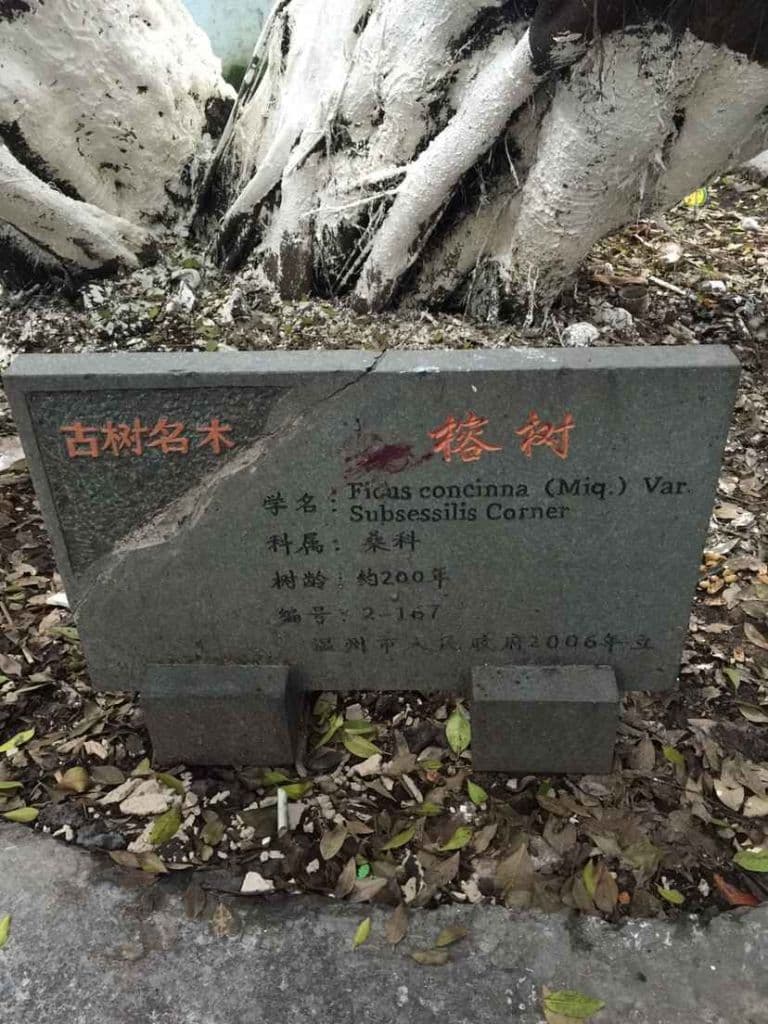 古树名木
榕树
学名：Ficus concinna (Miq.) Var.
Subsessilis Corner
科属：桑科
树龄：约200年
编号：2-167
温州市人民政府2006年立